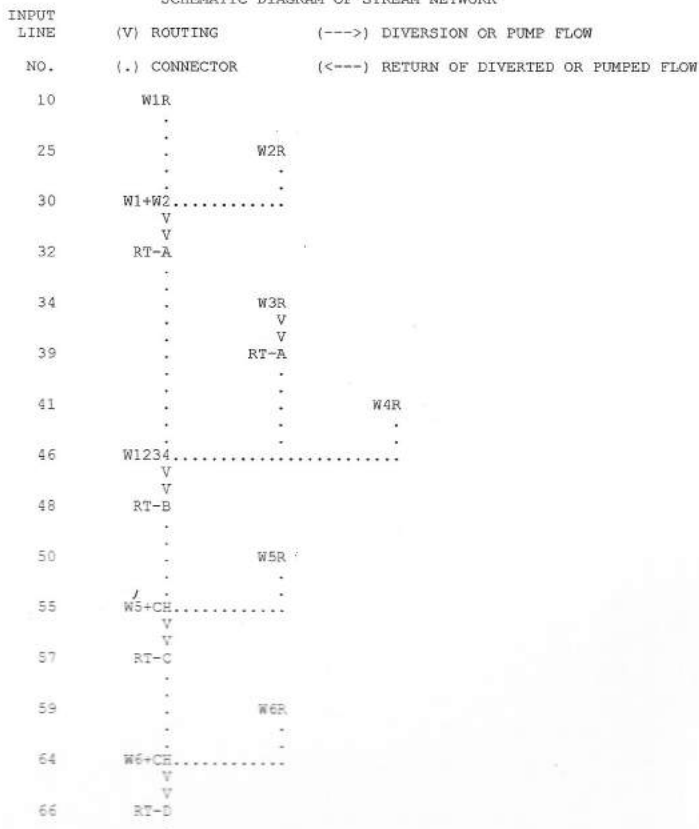 SCHEMATIC DIAGRAM OF STREAM NETWORK
INPUT
LINE (V) ROUTING (--->) DIVERSION OR PUMP FLOW
NO. (.) CONNECTOR (<---) RETURN OF DIVERTED OR PUMPED FLOW
10 W1R
.
.
25 . W2R
. .
. .
30 W1+W2............
V
V
32 RT-A
.
.
34 . W3R
. V
. V
39 . RT-A
. .
. .
41 . . W4R
. . .
. . .
46 W1234........................
V
V
48 RT-B
.
.
50 . W5R
. .
. .
55 W5+CH............
V
V
57 RT-C
.
.
59 . W6R
. .
. .
64 W6+CH............
V
V
66 RT-D